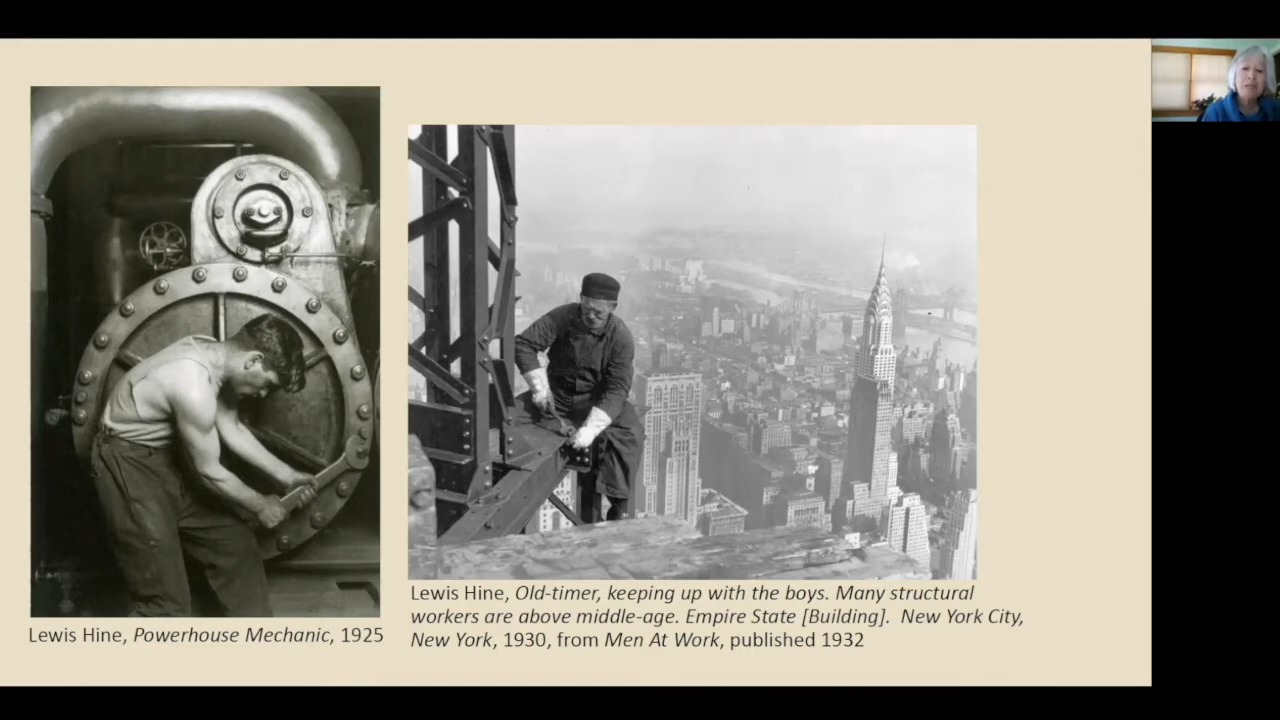 Lewis Hine, Powerhouse Mechanic, 1925
Lewis Hine, Old-timer, keeping up with the boys. Many structural
workers are above middle-age. Empire State [Building].  New York City,
New York, 1930, from Men At Work, published 1932